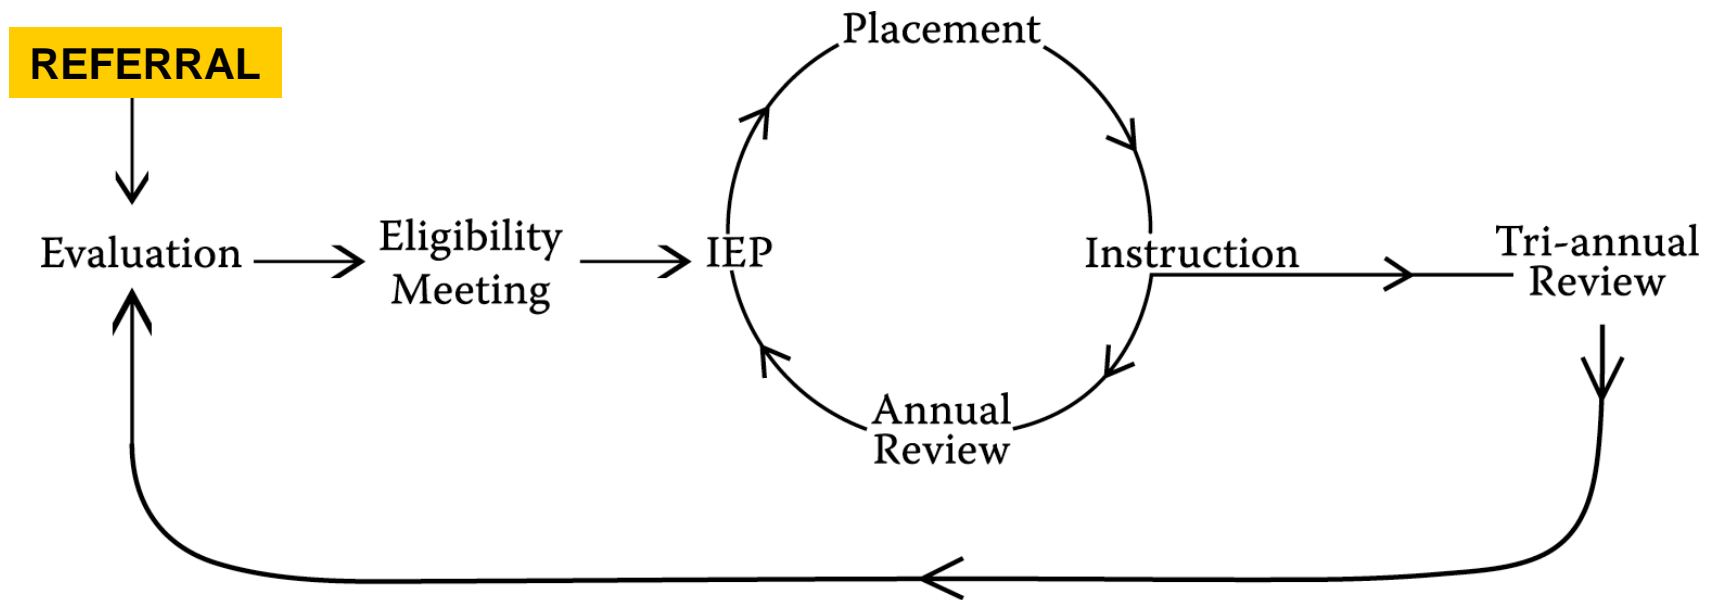 REFERRAL
Placement
Evaluation
Eligibility
Meeting
IEP
Instruction
Tri-annual
Review
Annual
Review